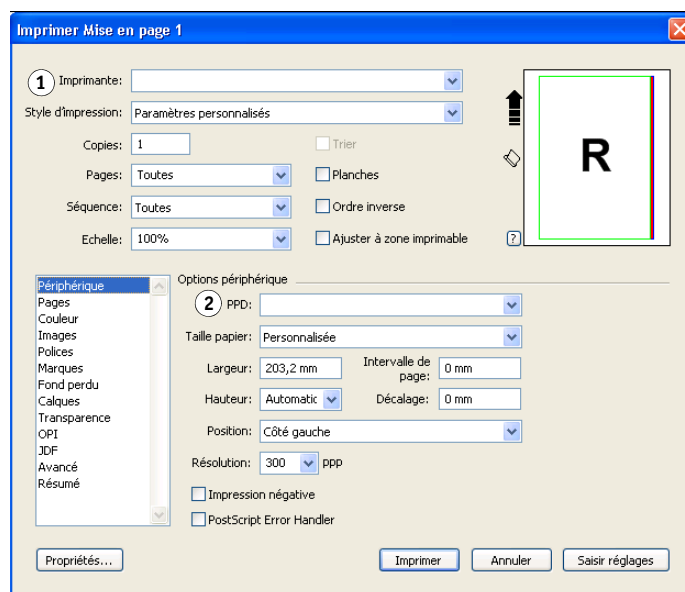 Imprimer Mise en page 1
1 Imprimante:
Style d'impression: Paramètres personnalisés
Copies: 1 Trier
Pages: Toutes Planches
Séquence: Toutes Ordre inverse
Echelle: 100% Ajuster à zone imprimable ?
R
Périphérique
Pages
Couleur
Images
Polices
Marques
Fond perdu
Calques
Transparence
OPI
JDF
Avancé
Résumé
Options périphérique
2 PPD:
Taille papier: Personnalisée
Largeur: 203,2 mm Intervalle de page: 0 mm
Hauteur: Automatic Décalage: 0 mm
Position: Côté gauche
Résolution: 300 PPP
Impression négative
PostScript Error Handler
Propriétés... Imprimer Annuler Saisir réglages